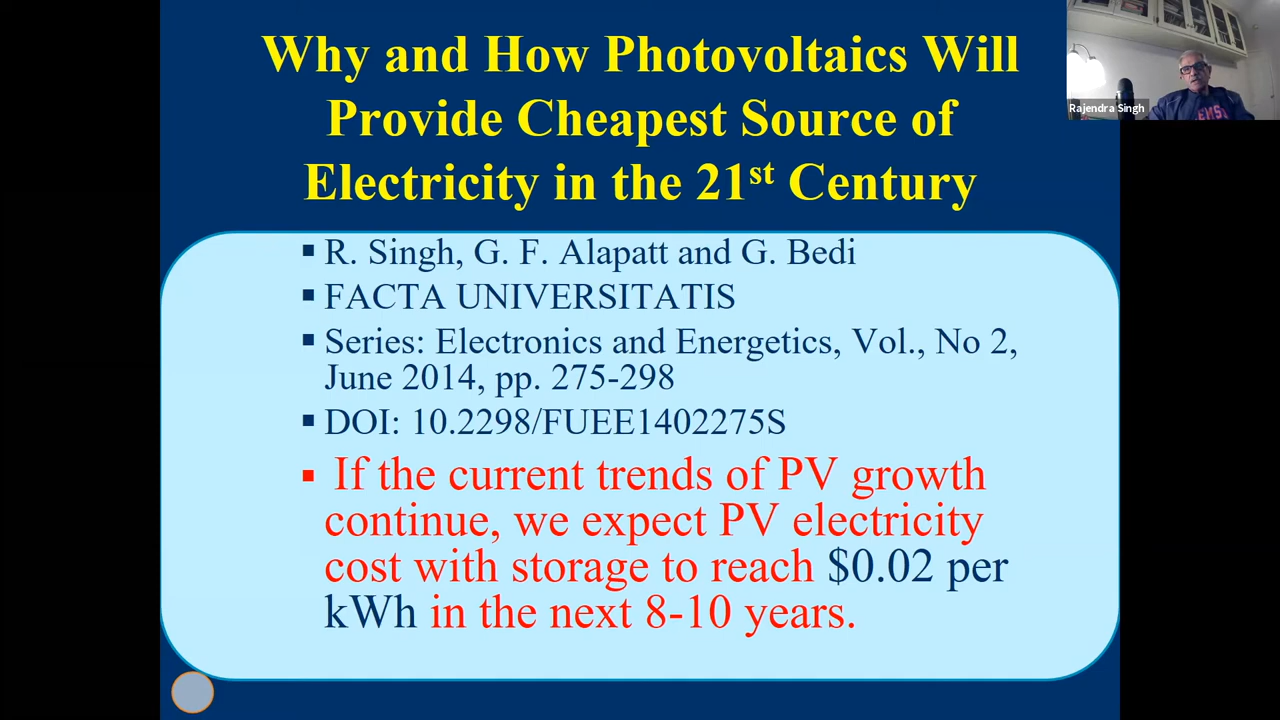 Why and How Photovoltaics Will
Provide Cheapest Source of
Electricity in the 21st Century
Rajendra Singh
▪ R. Singh, G. F. Alapatt and G. Bedi
▪ FACTA UNIVERSITATIS
▪ Series: Electronics and Energetics, Vol., No 2,
June 2014, pp. 275-298
▪ DOI: 10.2298/FUEE1402275S
▪ If the current trends of PV growth
continue, we expect PV electricity
cost with storage to reach $0.02 per
kWh in the next 8-10 years.